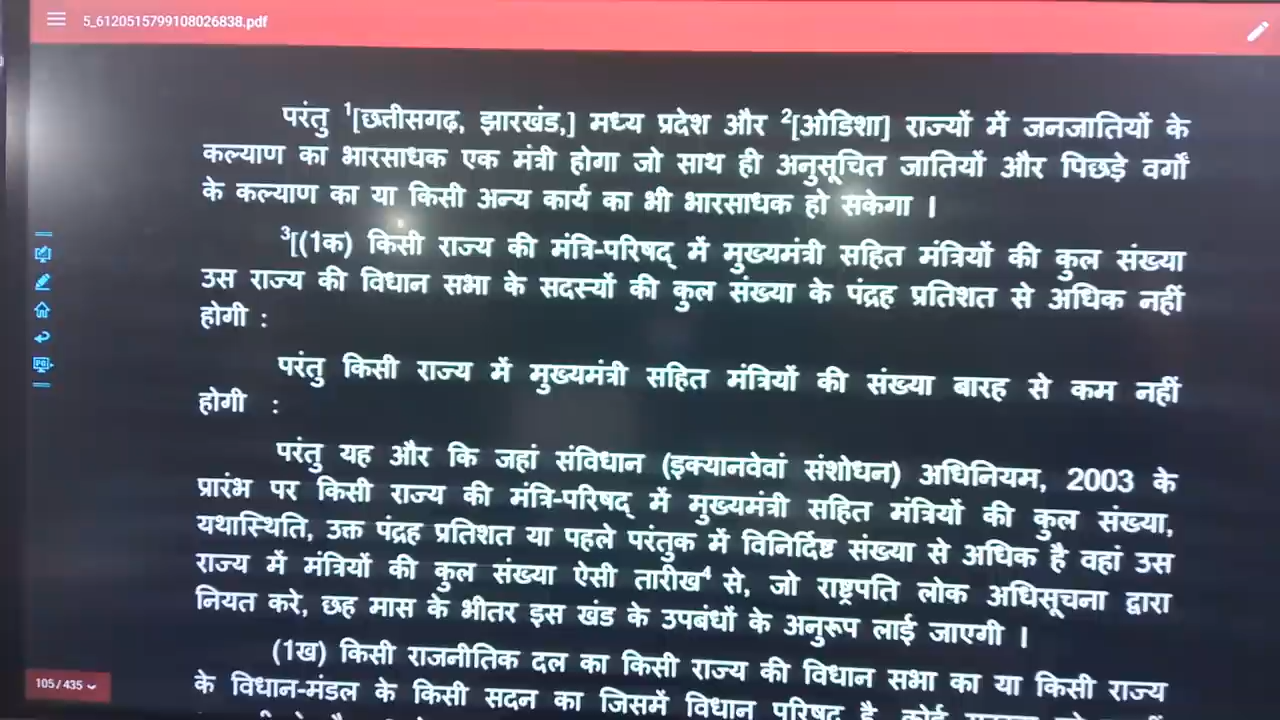 5_6120515799108026838.pdf
परंतु ¹[छत्तीसगढ़, झारखंड,] मध्य प्रदेश और ²[ओडिशा] राज्यों में जनजातियों के
कल्याण का भारसाधक एक मंत्री होगा जो साथ ही अनुसूचित जातियों और पिछड़े वर्गों
के कल्याण का या किसी अन्य कार्य का भी भारसाधक हो सकेगा ।
³[(1क) किसी राज्य की मंत्रि-परिषद् में मुख्यमंत्री सहित मंत्रियों की कुल संख्या
उस राज्य की विधान सभा के सदस्यों की कुल संख्या के पंद्रह प्रतिशत से अधिक नहीं
होगी :
परंतु किसी राज्य में मुख्यमंत्री सहित मंत्रियों की संख्या बारह से कम नहीं
होगी :
परंतु यह और कि जहां संविधान (इक्यानवेवां संशोधन) अधिनियम, 2003 के
प्रारंभ पर किसी राज्य की मंत्रि-परिषद् में मुख्यमंत्री सहित मंत्रियों की कुल संख्या,
यथास्थिति, उक्त पंद्रह प्रतिशत या पहले परंतुक में विनिर्दिष्ट संख्या से अधिक है वहां उस
राज्य में मंत्रियों की कुल संख्या ऐसी तारीख⁴ से, जो राष्ट्रपति लोक अधिसूचना द्वारा
नियत करे, छह मास के भीतर इस खंड के उपबंधों के अनुरूप लाई जाएगी ।
(1ख) किसी राजनीतिक दल का किसी राज्य की विधान सभा का या किसी राज्य
के विधान-मंडल के किसी सदन का जिसमें विधान परिषद है, कोई
105 / 435